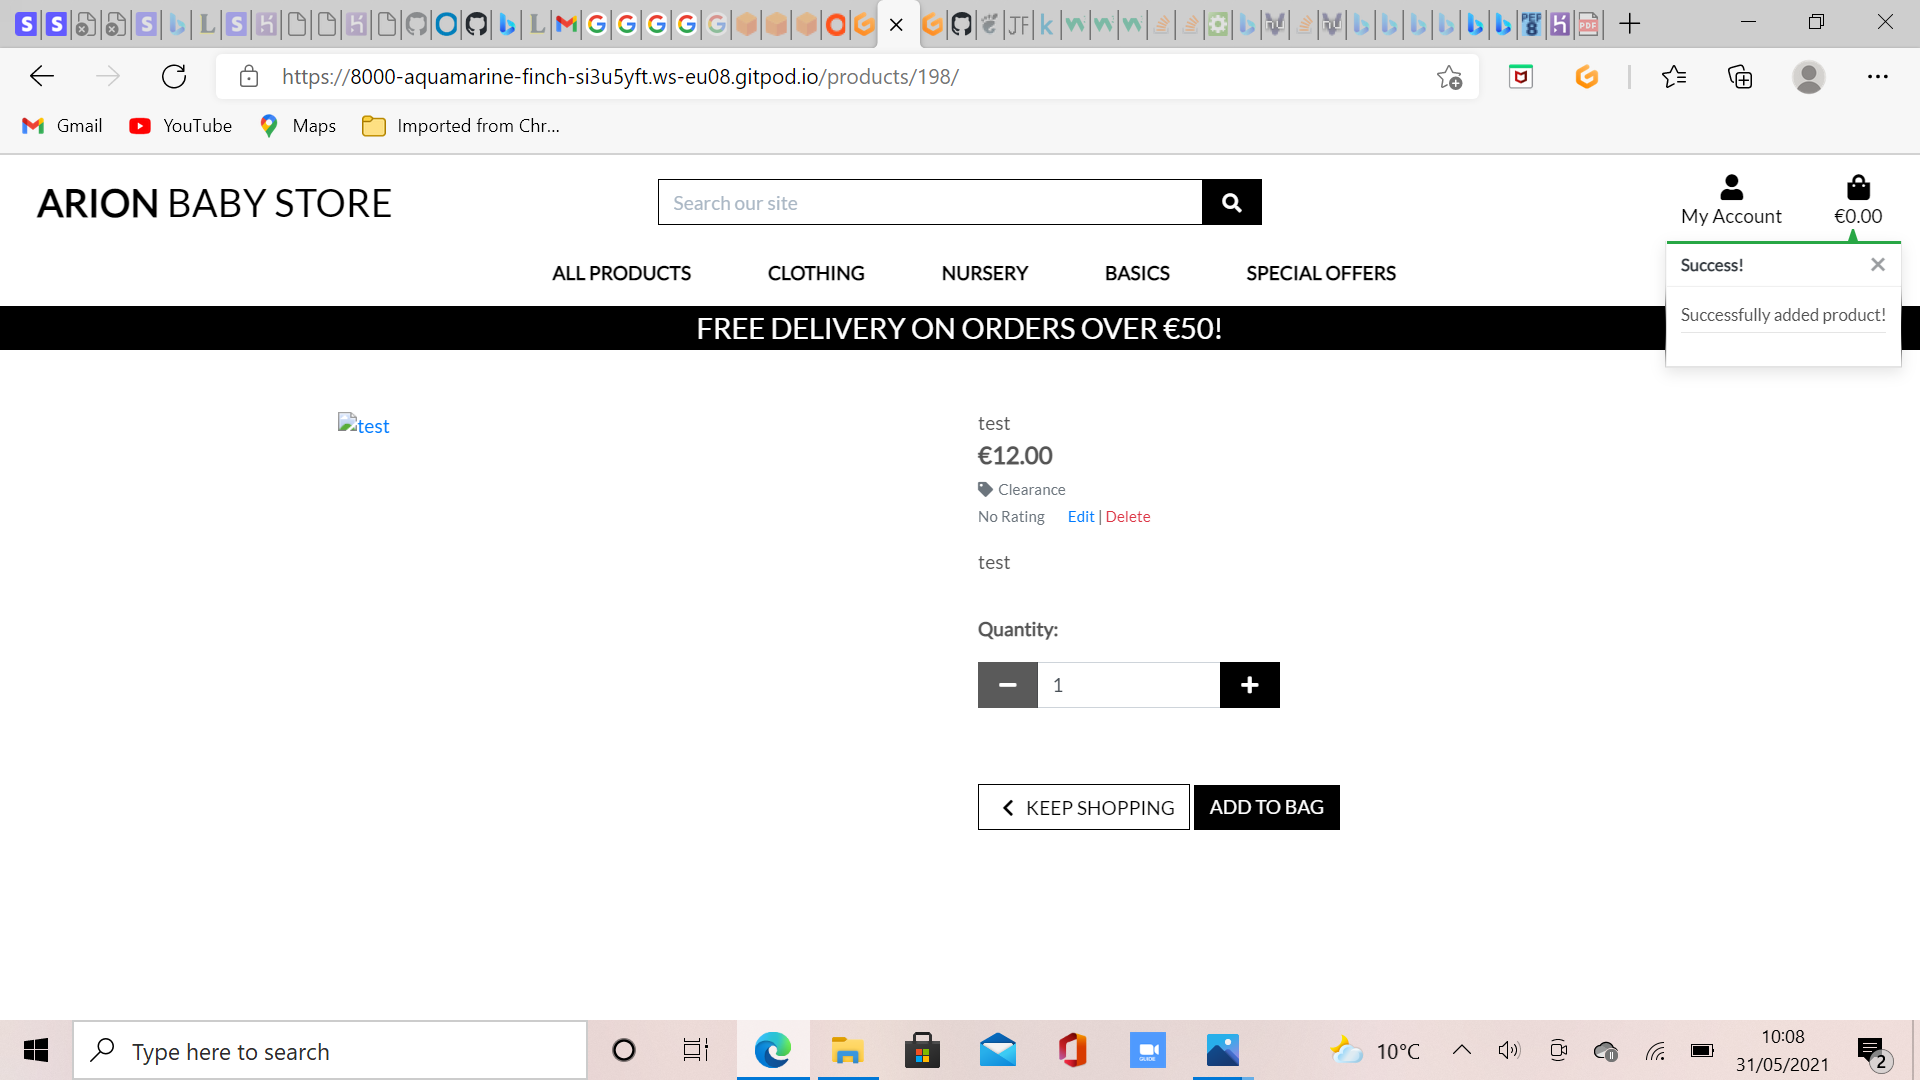 https://8000-aquamarine-finch-si3u5yft.ws-eu08.gitpod.io/products/198/
Gmail YouTube Maps Imported from Chr...
ARION BABY STORE
Search our site
My Account
€0.00
ALL PRODUCTS CLOTHING NURSERY BASICS SPECIAL OFFERS
Success!
Successfully added product!
FREE DELIVERY ON ORDERS OVER €50!
test
test
€12.00
Clearance
No Rating Edit | Delete
test
Quantity:
1
KEEP SHOPPING ADD TO BAG
Type here to search
10°C
10:08
31/05/2021
2